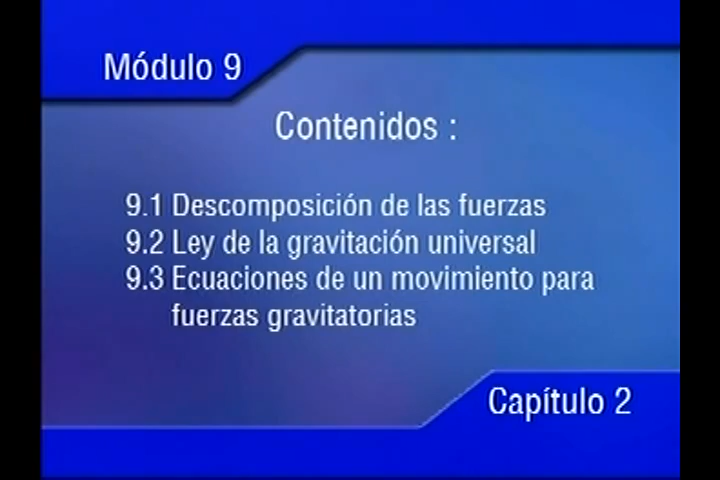 Módulo 9
Contenidos :
9.1 Descomposición de las fuerzas
9.2 Ley de la gravitación universal
9.3 Ecuaciones de un movimiento para
fuerzas gravitatorias
Capítulo 2